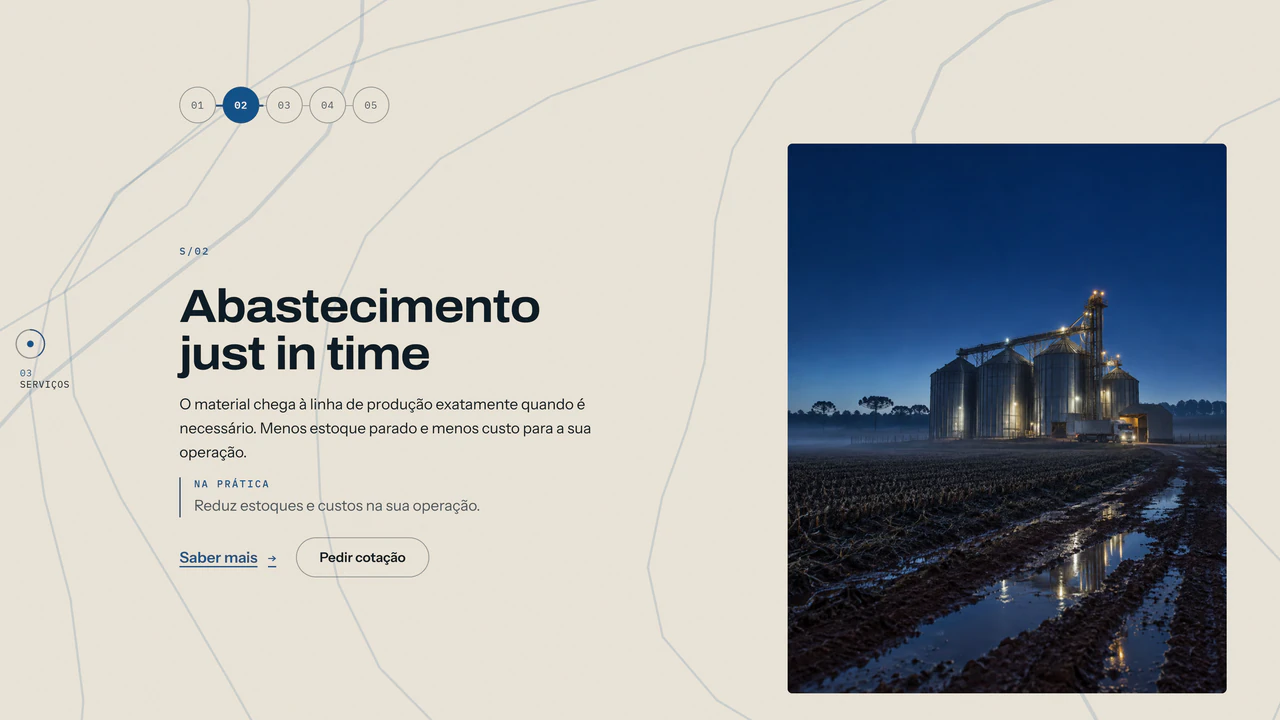 01 02 03 04 05
S/02
Abastecimento
just in time
O material chega à linha de produção exatamente quando é
necessário. Menos estoque parado e menos custo para a sua
operação.
NA PRÁTICA
Reduz estoques e custos na sua operação.
Saber mais →
Pedir cotação
03
SERVIÇOS